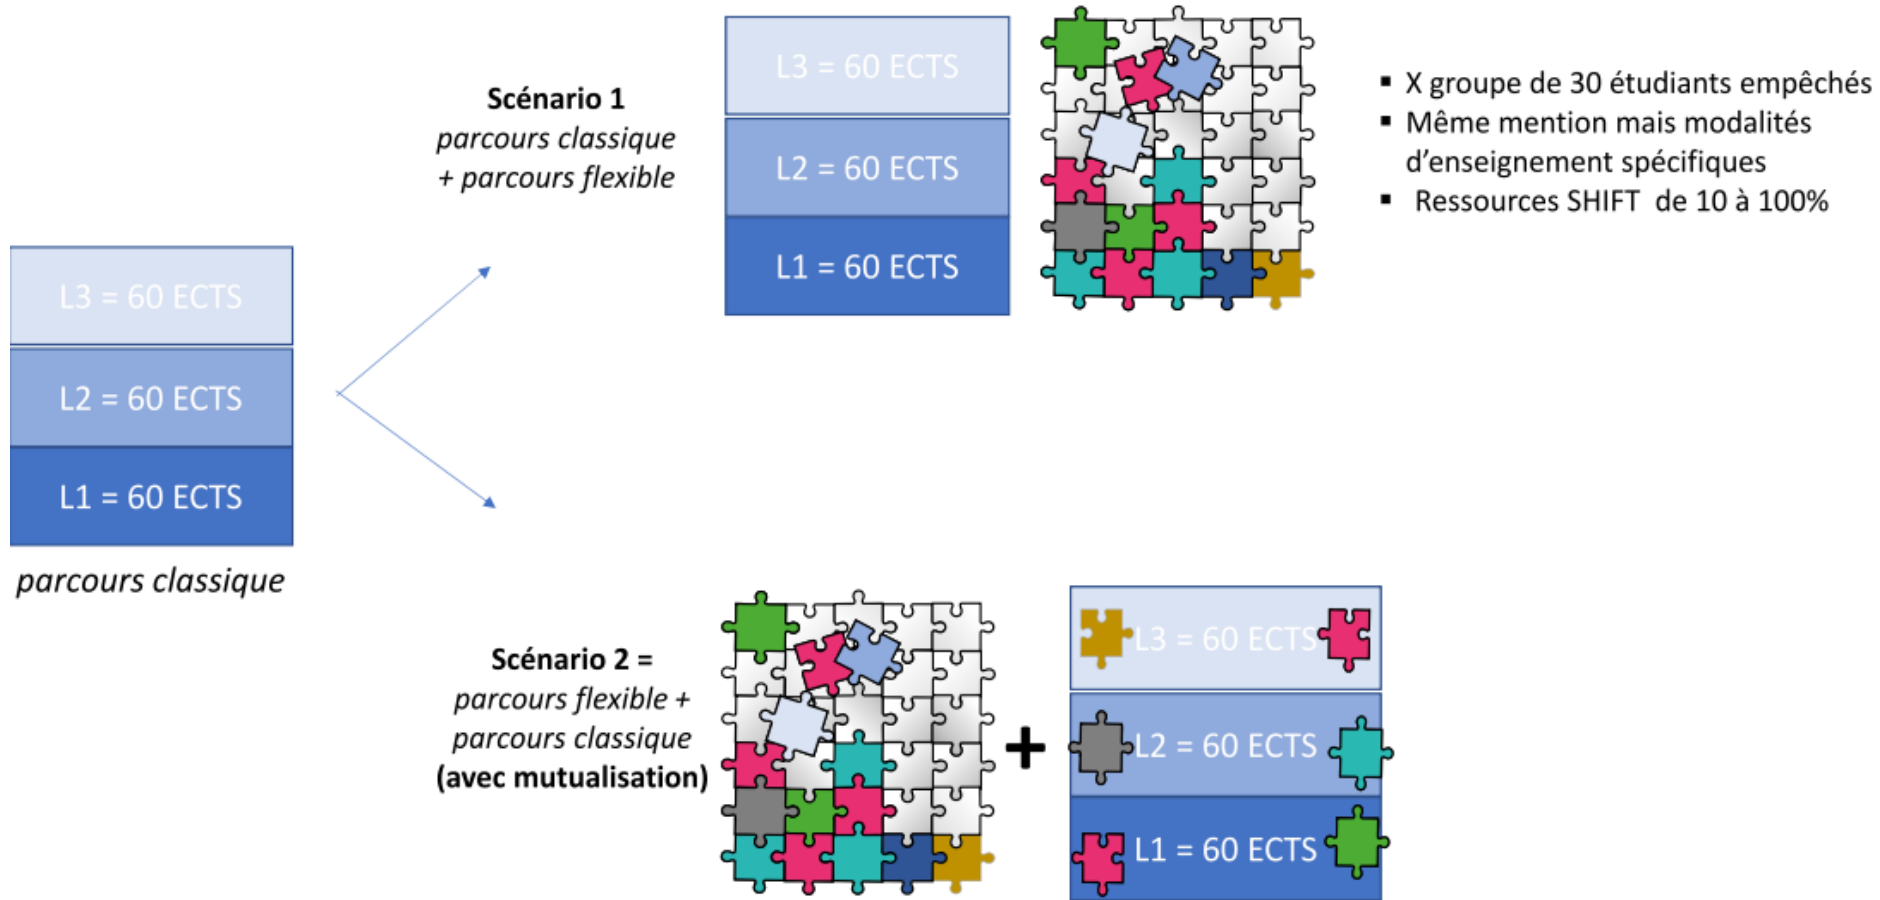 L3 = 60 ECTS
L2 = 60 ECTS
L1 = 60 ECTS
parcours classique
Scénario 1
parcours classique
+ parcours flexible
L3 = 60 ECTS
L2 = 60 ECTS
L1 = 60 ECTS
▪ X groupe de 30 étudiants empêchés
▪ Même mention mais modalités
d’enseignement spécifiques
▪ Ressources SHIFT de 10 à 100%
Scénario 2 =
parcours flexible +
parcours classique
(avec mutualisation)
+
L3 = 60 ECTS
L2 = 60 ECTS
L1 = 60 ECTS